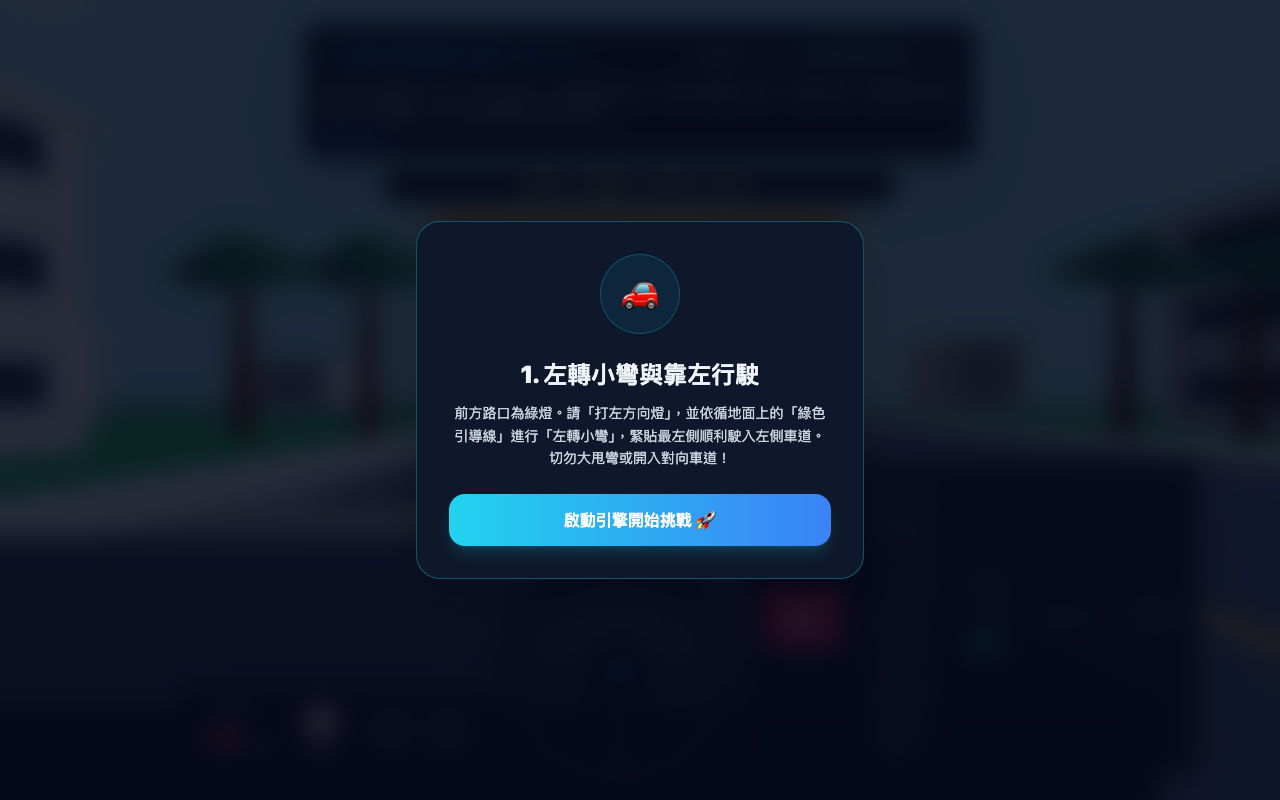 1. 左轉小彎與靠左行駛
前方路口為綠燈。請「打左方向燈」，並依循地面上的「綠色
引導線」進行「左轉小彎」，緊貼最左側順利駛入左側車道。
切勿大甩彎或開入對向車道！
啟動引擎開始挑戰 🚀